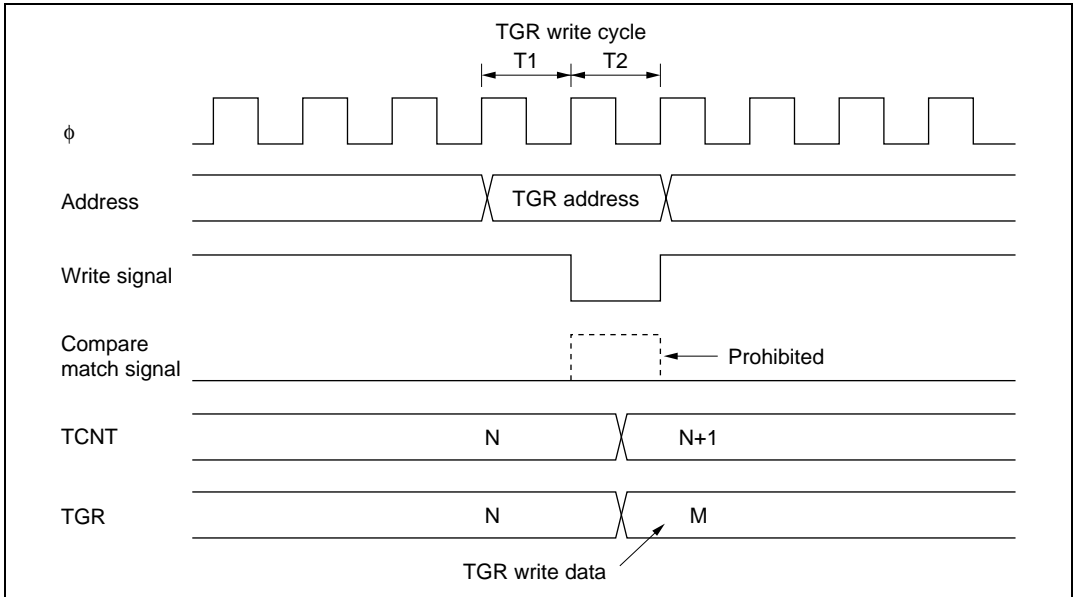 TGR write cycle
T1 T2
ϕ
Address TGR address
Write signal
Compare
match signal
Prohibited
TCNT N N+1
TGR N M
TGR write data